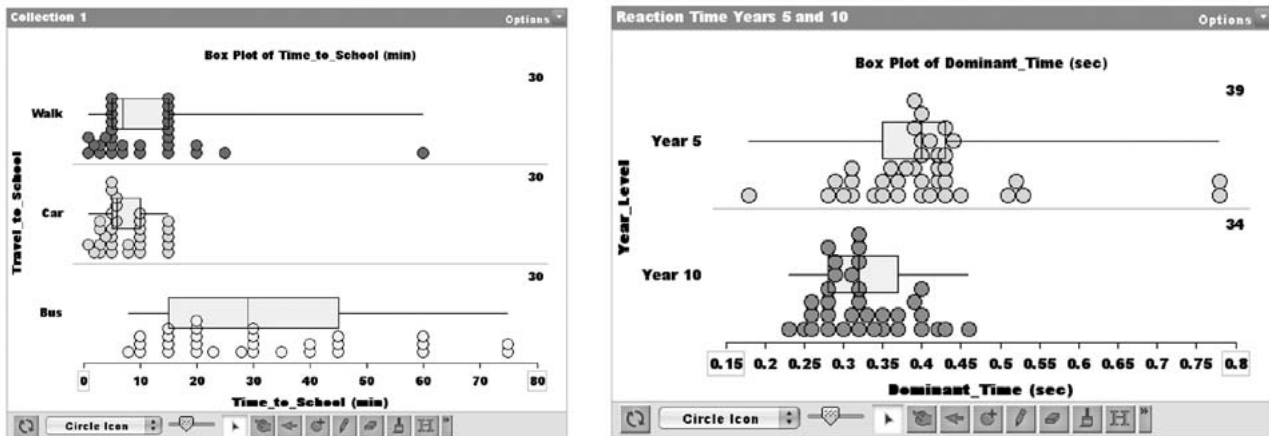 Collection 1
Options
Box Plot of Time_to_School (min)
30
Walk
30
Car
30
Bus
Travel_to_School
0 10 20 30 40 50 60 70 80
Time_to_School (min)
Circle Icon
Reaction Time Years 5 and 10
Options
Box Plot of Dominant_Time (sec)
39
Year 5
34
Year 10
Year_Level
0.15 0.2 0.25 0.3 0.35 0.4 0.45 0.5 0.55 0.6 0.65 0.7 0.75 0.8
Dominant_Time (sec)
Circle Icon